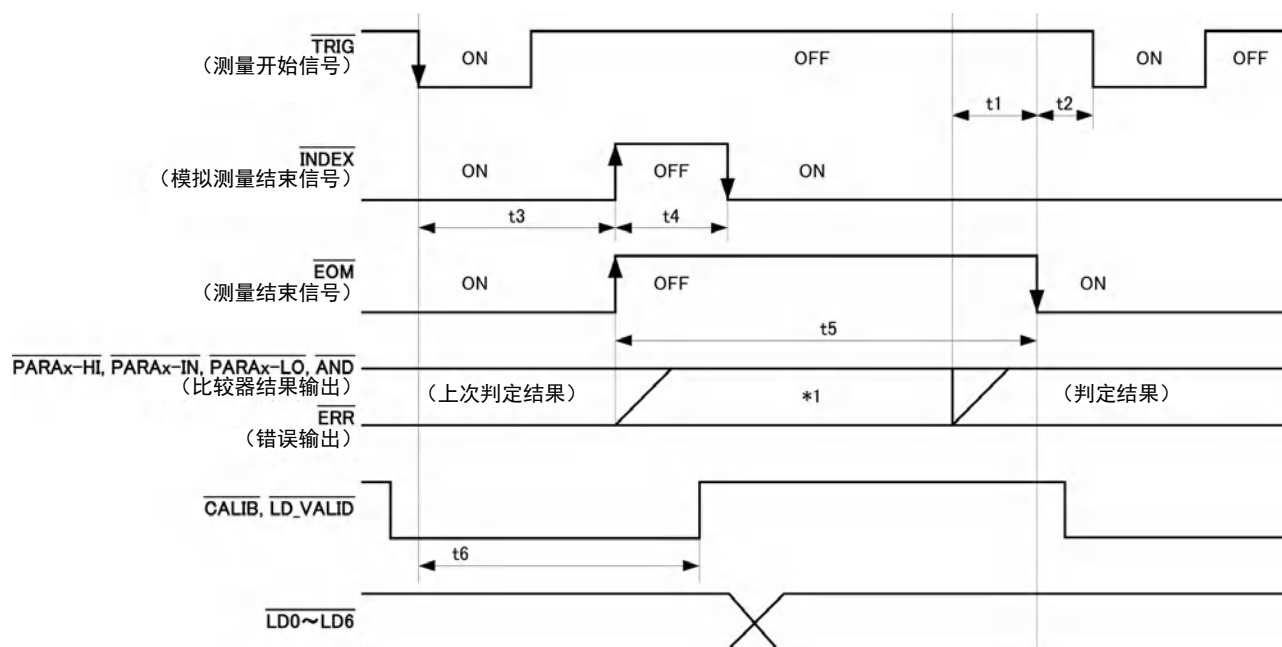 TRIG
（测量开始信号）
ON
OFF
ON
OFF
t1
t2
INDEX
（模拟测量结束信号）
ON
OFF
ON
t3
t4
EOM
（测量结束信号）
ON
OFF
ON
t5
PARAx-HI, PARAx-IN, PARAx-LO, AND
（比较器结果输出）
（上次判定结果）
*1
（判定结果）
ERR
（错误输出）
CALIB, LD_VALID
t6
LD0～LD6